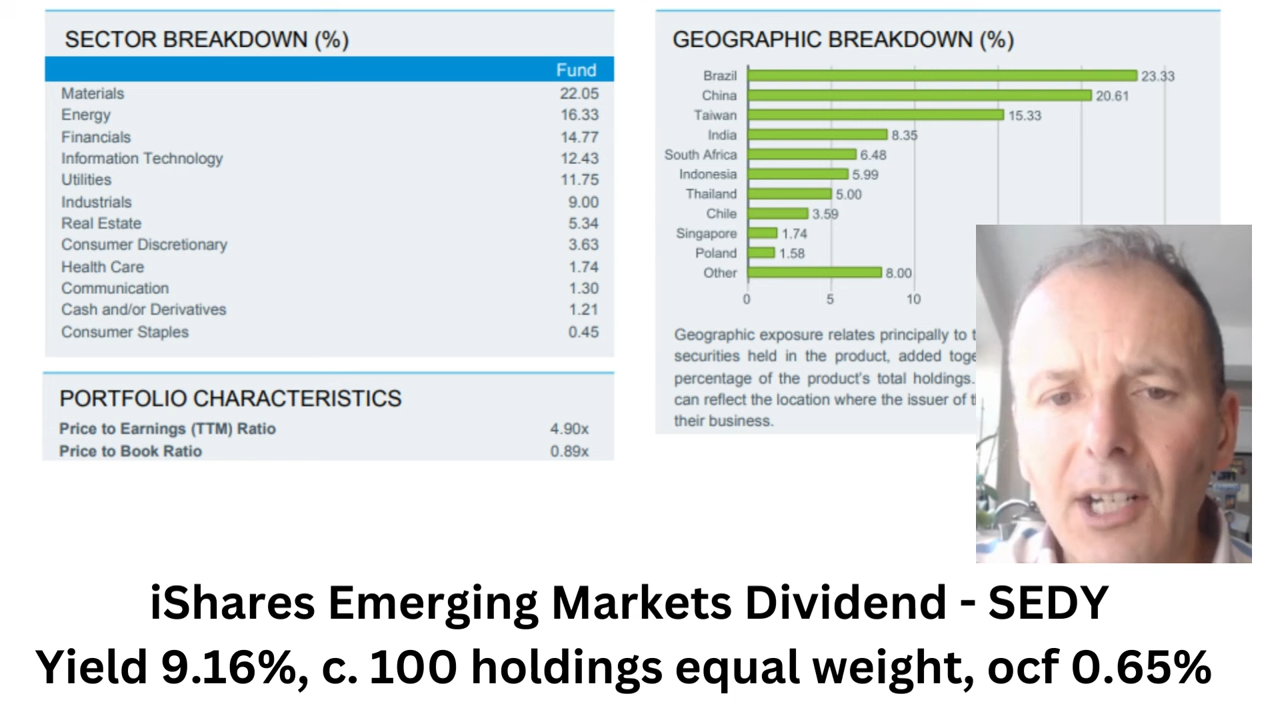 SECTOR BREAKDOWN (%)
Fund
Materials 22.05
Energy 16.33
Financials 14.77
Information Technology 12.43
Utilities 11.75
Industrials 9.00
Real Estate 5.34
Consumer Discretionary 3.63
Health Care 1.74
Communication 1.30
Cash and/or Derivatives 1.21
Consumer Staples 0.45
PORTFOLIO CHARACTERISTICS
Price to Earnings (TTM) Ratio 4.90x
Price to Book Ratio 0.89x
GEOGRAPHIC BREAKDOWN (%)
Brazil 23.33
China 20.61
Taiwan 15.33
India 8.35
South Africa 6.48
Indonesia 5.99
Thailand 5.00
Chile 3.59
Singapore 1.74
Poland 1.58
Other 8.00
0 5 10
Geographic exposure relates principally to
securities held in the product, added
percentage of the product's total holdings.
can reflect the location where the issuer of
their business.
iShares Emerging Markets Dividend - SEDY
Yield 9.16%, c. 100 holdings equal weight, ocf 0.65%